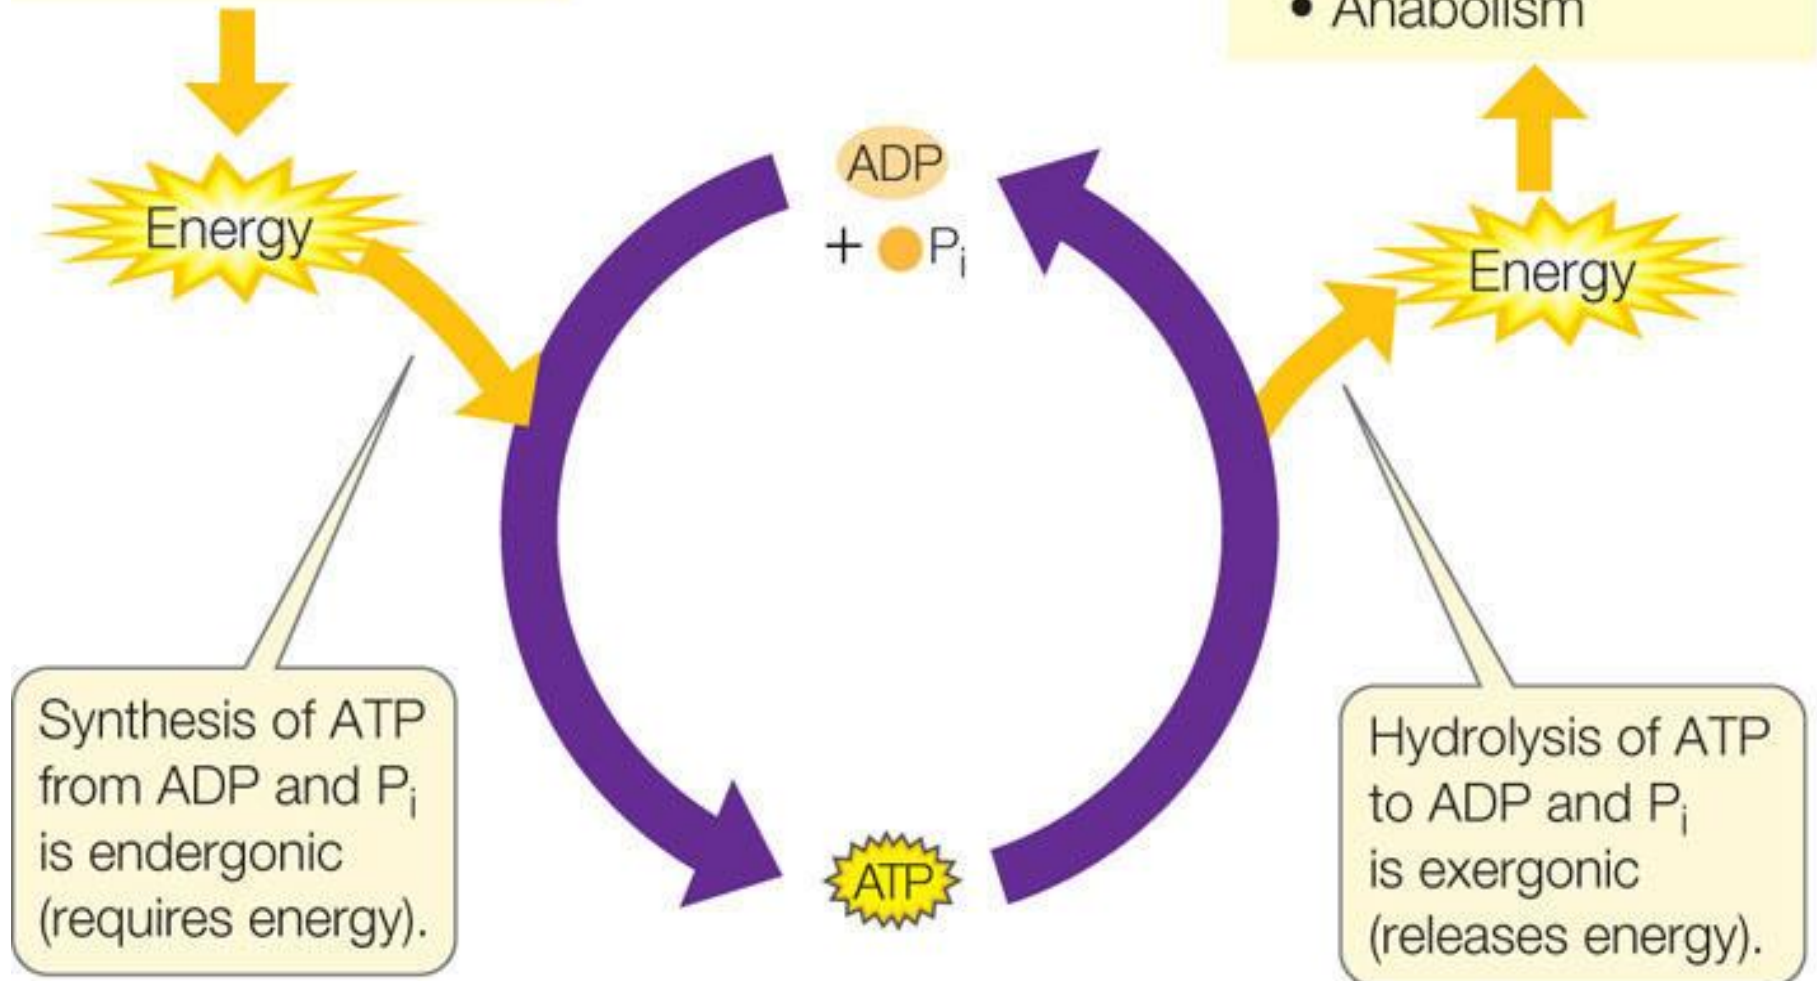 • Anabolism
ADP
+ Pi
Energy
Energy
Synthesis of ATP
from ADP and Pi
is endergonic
(requires energy).
Hydrolysis of ATP
to ADP and Pi
is exergonic
(releases energy).
ATP